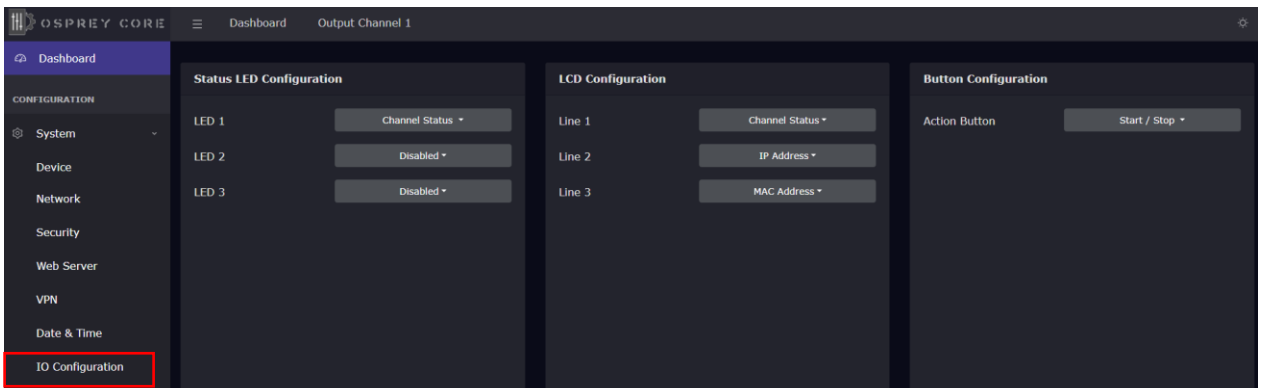 OSPREY CORE
Dashboard Output Channel 1
Dashboard
CONFIGURATION
System
Device
Network
Security
Web Server
VPN
Date & Time
IO Configuration
Status LED Configuration
LED 1 Channel Status
LED 2 Disabled
LED 3 Disabled
LCD Configuration
Line 1 Channel Status
Line 2 IP Address
Line 3 MAC Address
Button Configuration
Action Button Start / Stop